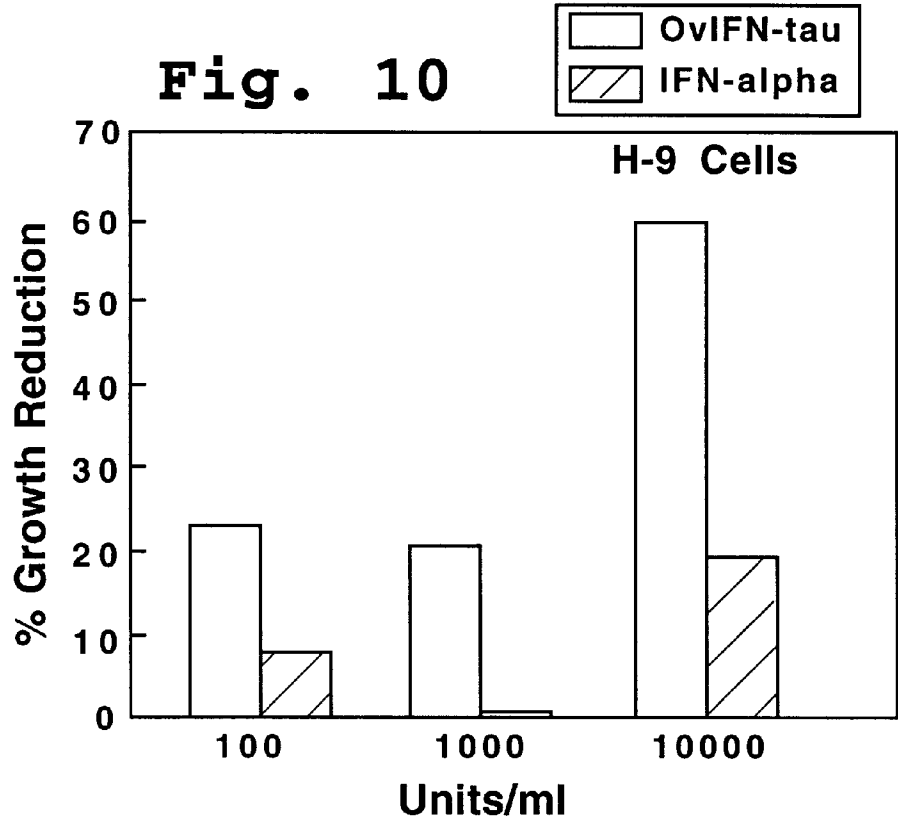 OvIFN-tau
IFN-alpha
Fig. 10
H-9 Cells
% Growth Reduction
70
60
50
40
30
20
10
0
100 1000 10000
Units/ml